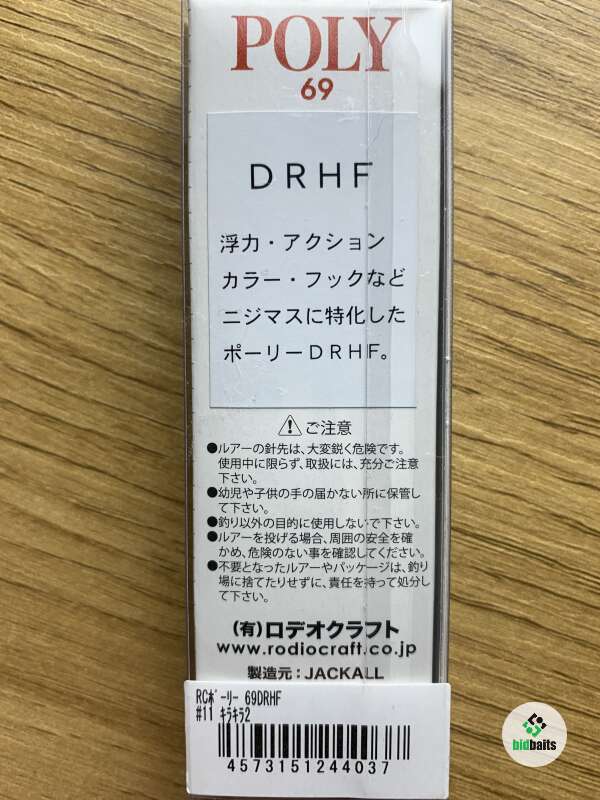 POLY
69
DRHF
浮力・アクション
カラー・フックなど
ニジマスに特化した
ポーリーDRHF。
ご注意
●ルアーの針先は、大変鋭く危険です。
使用中に限らず、取扱には、充分ご注意
下さい。
●幼児や子供の手の届かない所に保管し
て下さい。
●釣り以外の目的に使用しないで下さい。
●ルアーを投げる場合、周囲の安全を確
かめ、危険のない事を確認してください。
●不要となったルアーやパッケージは、釣り
場に捨てたりせずに、責任を持って処分し
て下さい。
(有)ロデオクラフト
www.rodiocraft.co.jp
製造元：JACKALL
RCﾎﾟｰﾘｰ 69DRHF
#11 ｷﾗｷﾗ2
4573151244037
bidbaits